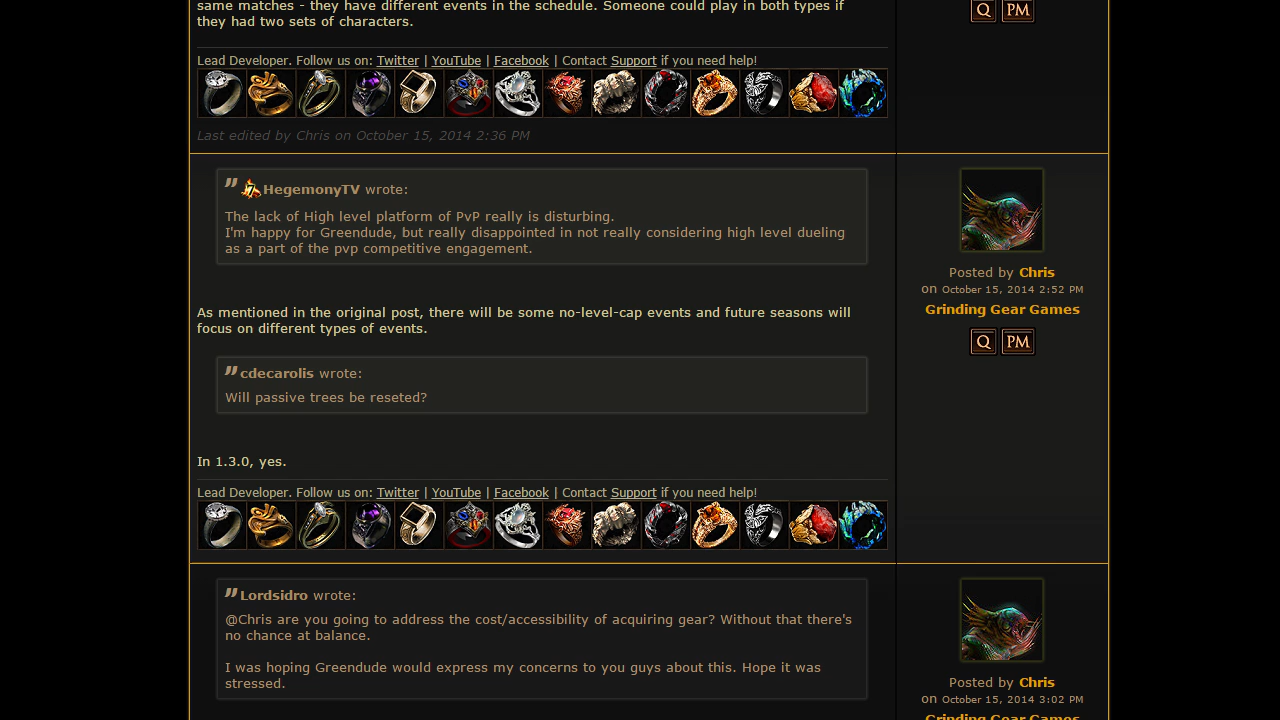 same matches - they have different events in the schedule. Someone could play in both types if
they had two sets of characters.
Q PM
Lead Developer. Follow us on: Twitter | YouTube | Facebook | Contact Support if you need help!
Last edited by Chris on October 15, 2014 2:36 PM
" HegemonyTV wrote:
The lack of High level platform of PvP really is disturbing.
I'm happy for Greendude, but really disappointed in not really considering high level dueling
as a part of the pvp competitive engagement.
As mentioned in the original post, there will be some no-level-cap events and future seasons will
focus on different types of events.
" cdecarolis wrote:
Will passive trees be reseted?
In 1.3.0, yes.
Lead Developer. Follow us on: Twitter | YouTube | Facebook | Contact Support if you need help!
Posted by Chris
on October 15, 2014 2:52 PM
Grinding Gear Games
Q PM
" Lordsidro wrote:
@Chris are you going to address the cost/accessibility of acquiring gear? Without that there's
no chance at balance.
I was hoping Greendude would express my concerns to you guys about this. Hope it was
stressed.
Posted by Chris
on October 15, 2014 3:02 PM
Grinding Gear Games